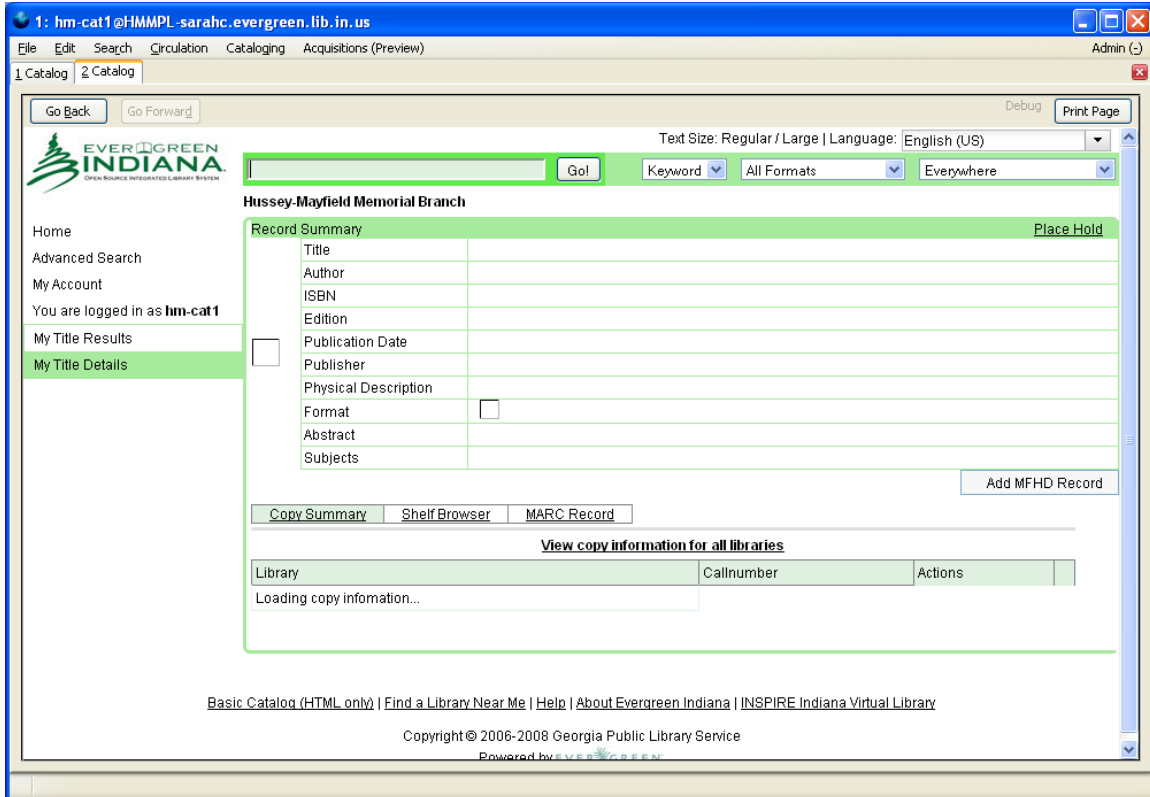 1: hm-cat1@HMMPL-sarahc.evergreen.lib.in.us
File Edit Search Circulation Cataloging Acquisitions (Preview) Admin (-)
1 Catalog 2 Catalog
Go Back Go Forward Debug Print Page
Text Size: Regular / Large | Language: English (US)
EVERGREEN
INDIANA
OPEN SOURCE INTEGRATED LIBRARY SYSTEM
Go! Keyword All Formats Everywhere
Hussey-Mayfield Memorial Branch
Home
Advanced Search
My Account
You are logged in as hm-cat1
My Title Results
My Title Details
Record Summary Place Hold
Title
Author
ISBN
Edition
Publication Date
Publisher
Physical Description
Format
Abstract
Subjects
Add MFHD Record
Copy Summary Shelf Browser MARC Record
View copy information for all libraries
Library Callnumber Actions
Loading copy infomation...
Basic Catalog (HTML only) | Find a Library Near Me | Help | About Evergreen Indiana | INSPIRE Indiana Virtual Library
Copyright © 2006-2008 Georgia Public Library Service
Powered by EVERGREEN